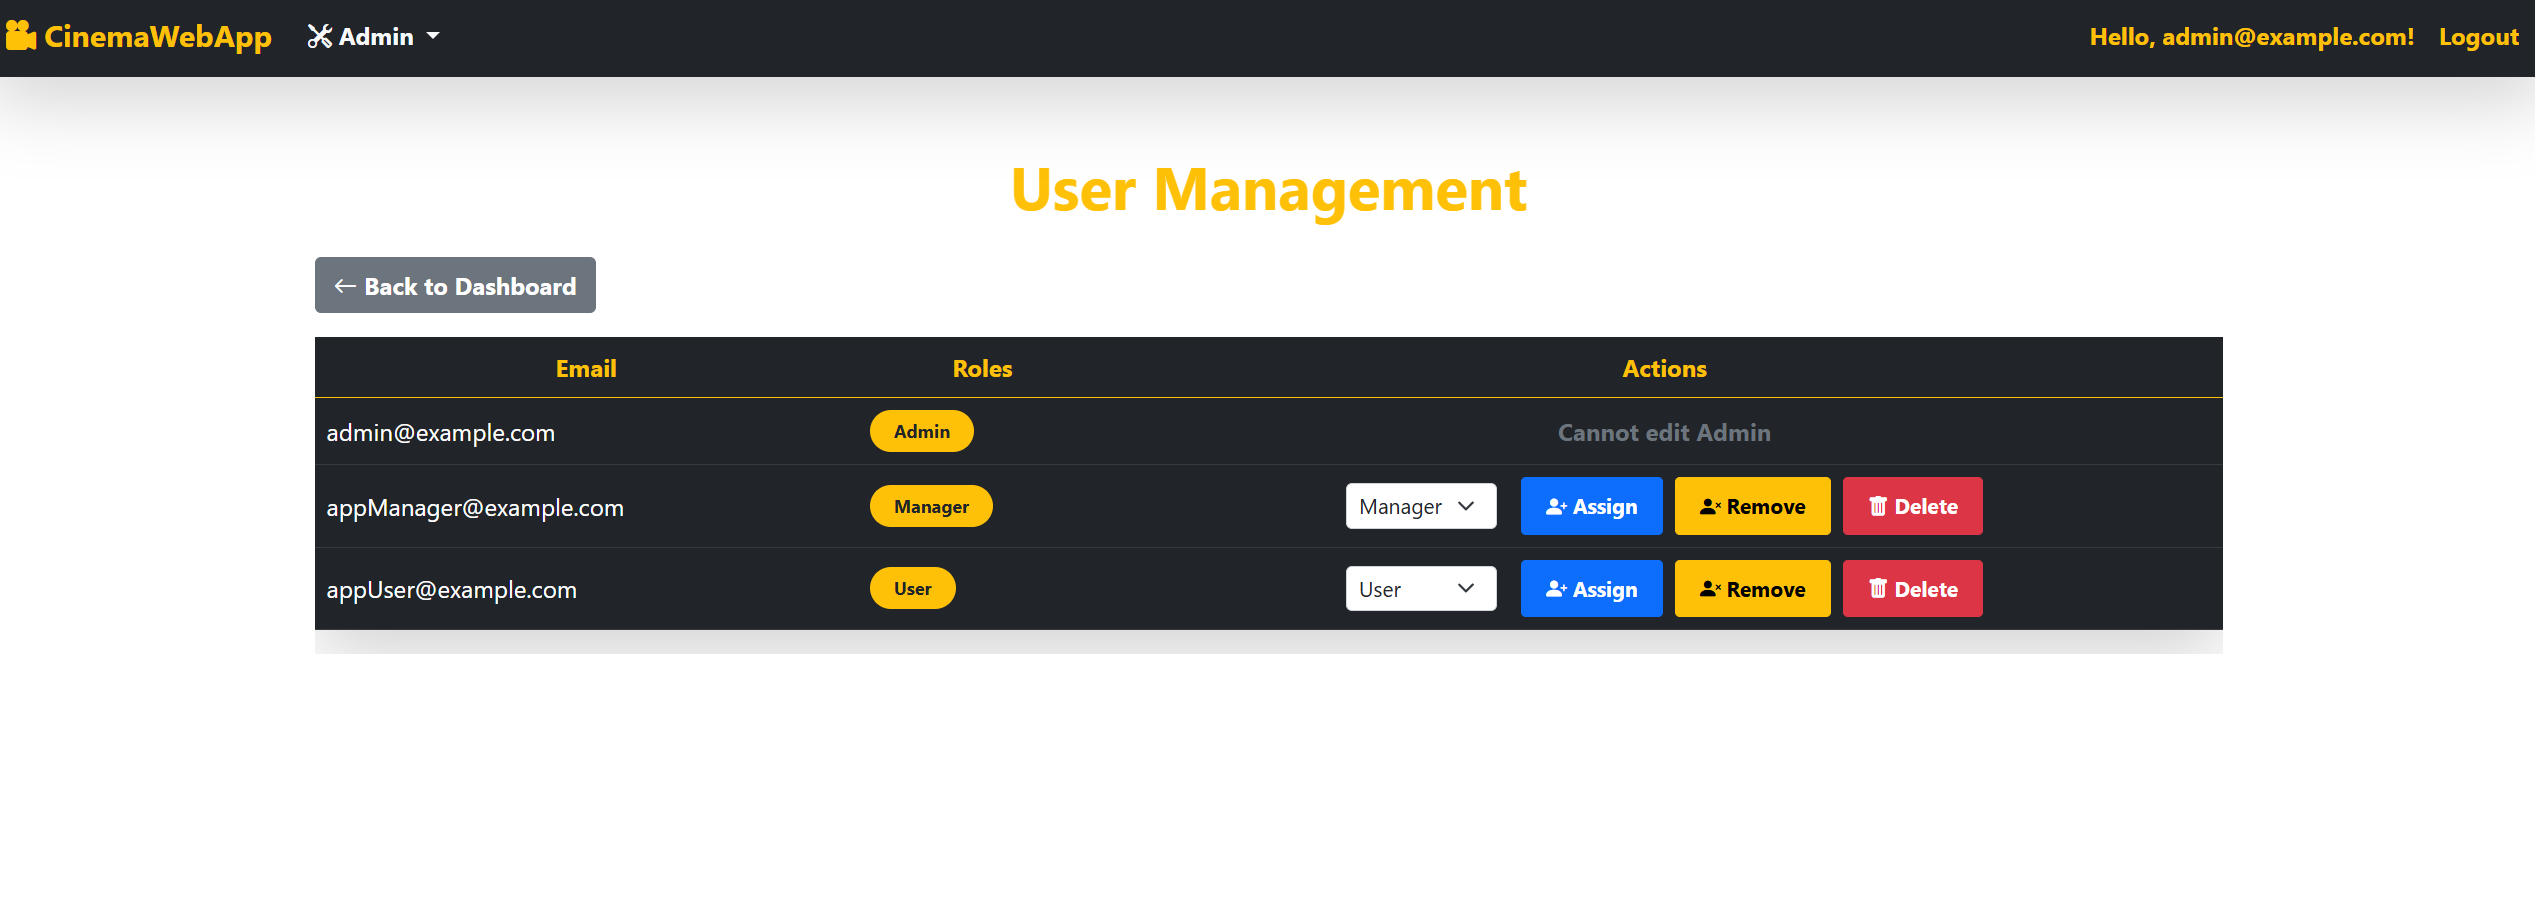 CinemaWebApp Admin Hello, admin@example.com! Logout
User Management
Back to Dashboard
Email Roles Actions
admin@example.com Admin Cannot edit Admin
appManager@example.com Manager Manager Assign Remove Delete
appUser@example.com User User Assign Remove Delete